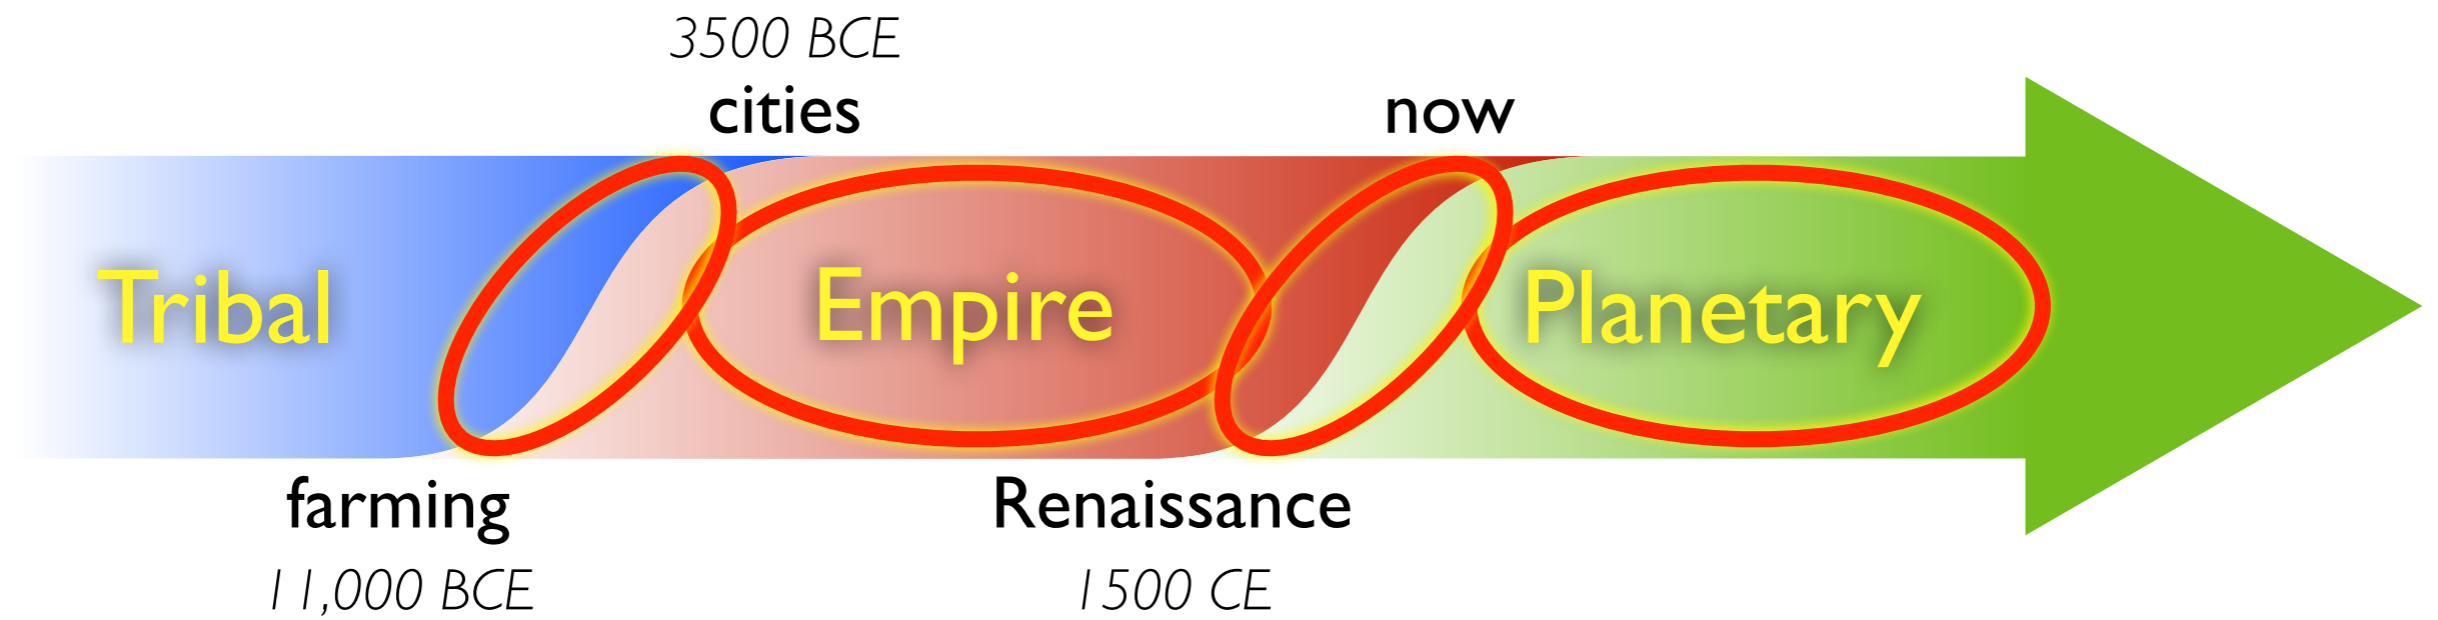 3500 BCE
cities
now
Tribal
Empire
Planetary
farming
Renaissance
11,000 BCE
1500 CE